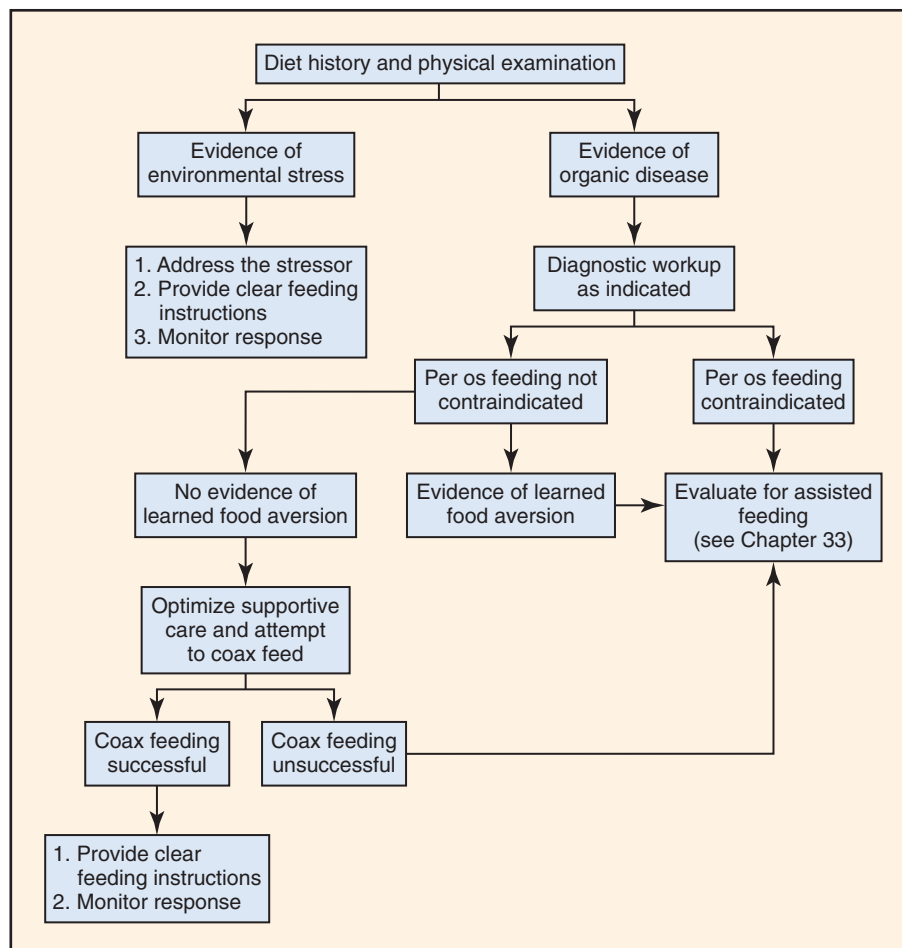 Diet history and physical examination
Evidence of
environmental stress
Evidence of
organic disease
1. Address the stressor
2. Provide clear feeding
instructions
3. Monitor response
Diagnostic workup
as indicated
Per os feeding not
contraindicated
Per os feeding
contraindicated
No evidence of
learned food aversion
Evidence of learned
food aversion
Evaluate for assisted
feeding
(see Chapter 33)
Optimize supportive
care and attempt
to coax feed
Coax feeding
successful
Coax feeding
unsuccessful
1. Provide clear
feeding instructions
2. Monitor response